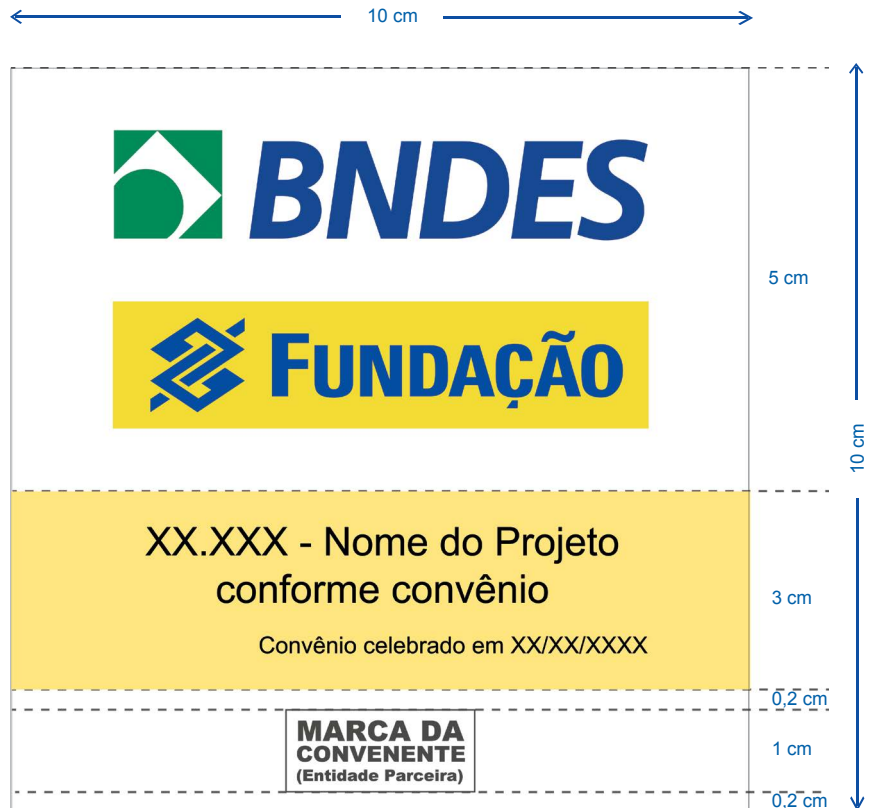 10 cm
BNDES
5 cm
FUNDAÇÃO
10 cm
XX.XXX - Nome do Projeto
conforme convênio
3 cm
Convênio celebrado em XX/XX/XXXX
0,2 cm
MARCA DA
CONVENENTE
(Entidade Parceira)
1 cm
0,2 cm